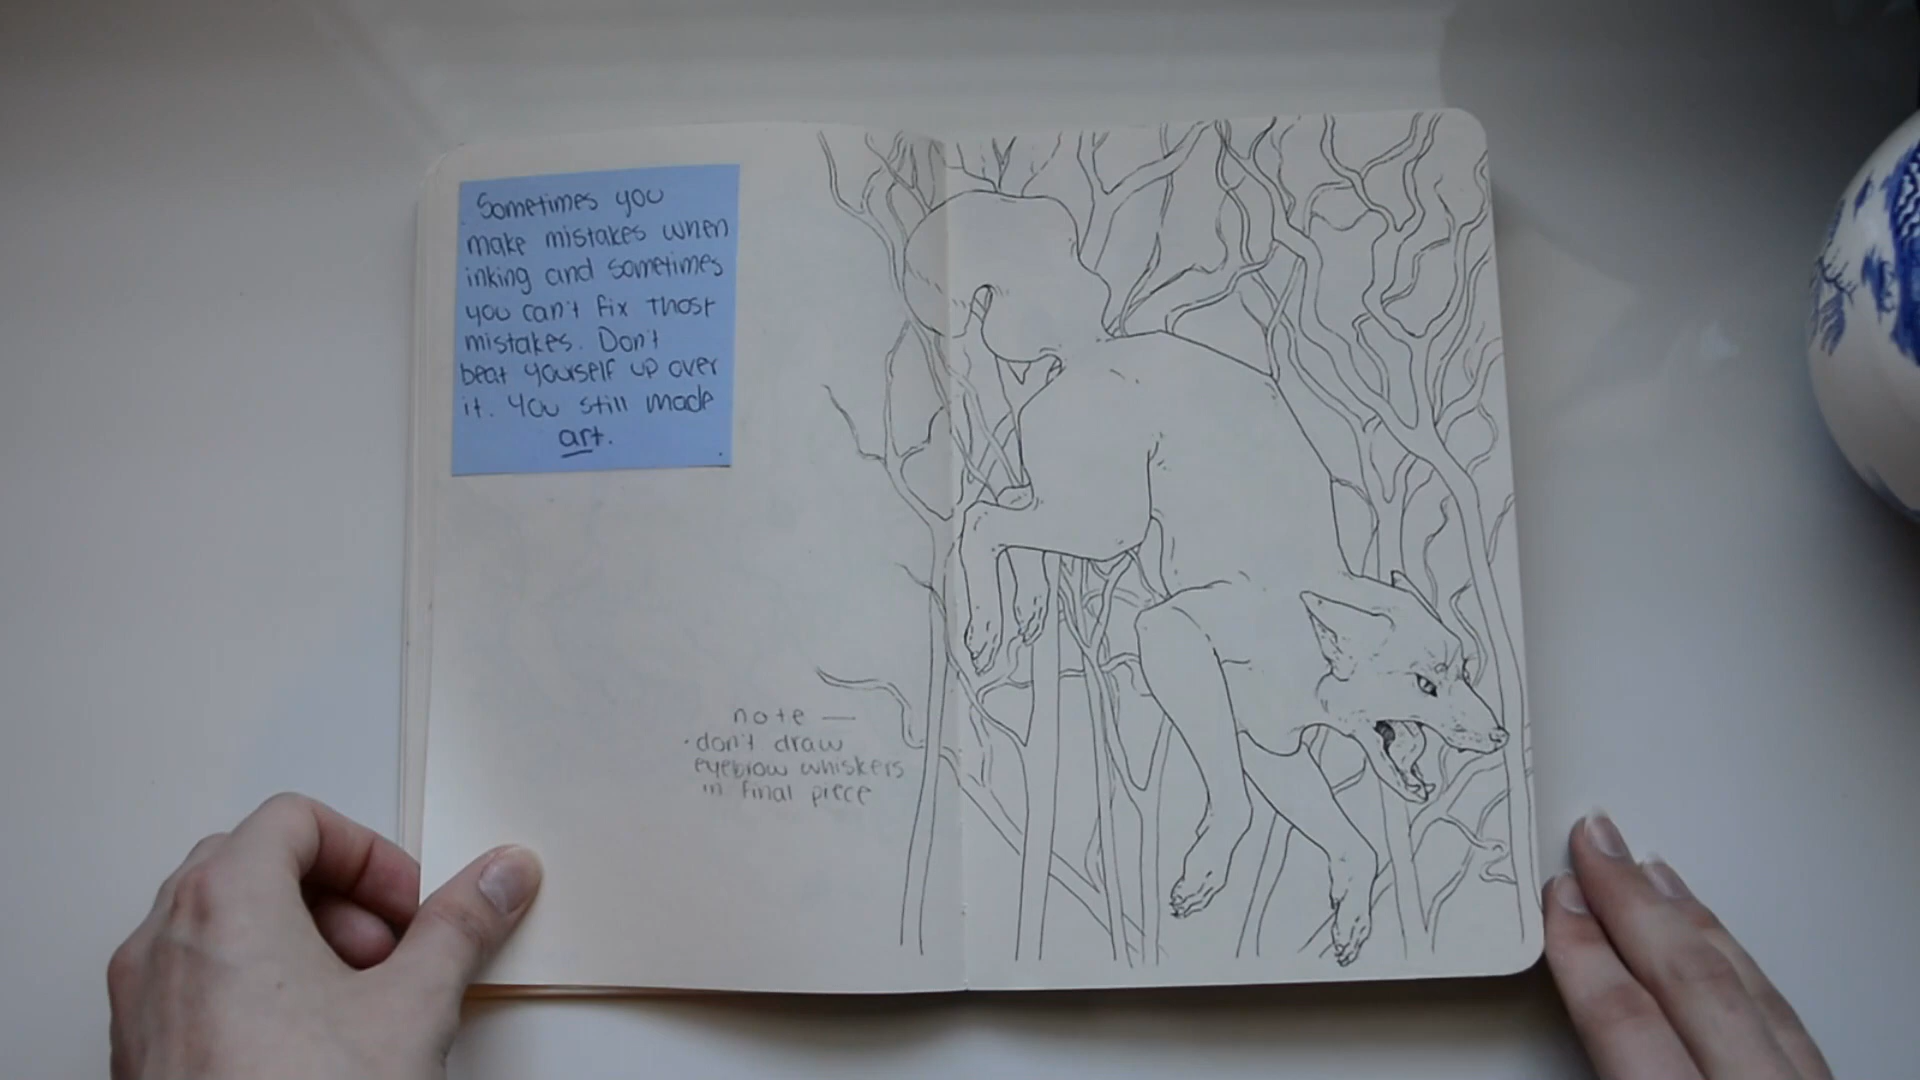 Sometimes you
make mistakes when
inking and sometimes
you can't fix thost
mistakes. Don't
beat yourself up over
it. You still made
art.
note —
· don't draw
eyebrow whiskers
in final piece